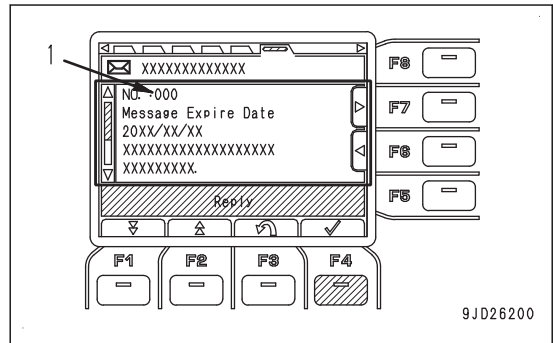 1
XXXXXXXXXXXXX
NO. :000
Message Expire Date
20XX/XX/XX
XXXXXXXXXXXXXXXXXXX
XXXXXXXXX.
Reply
F8
F7
F6
F5
F1 F2 F3 F4
9JD26200